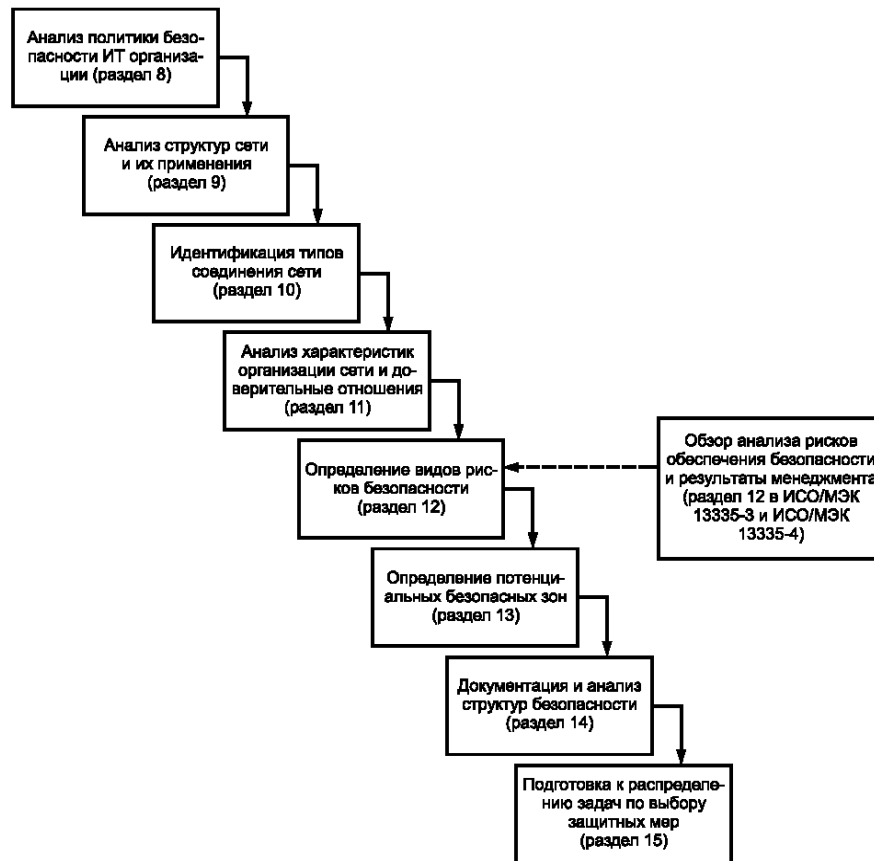 Анализ политики безо-
пасности ИТ организа-
ции (раздел 8)
Анализ структур сети
и их применения
(раздел 9)
Идентификация типов
соединения сети
(раздел 10)
Анализ характеристик
организации сети и до-
верительные отношения
(раздел 11)
Определение видов рис-
ков безопасности
(раздел 12)
Обзор анализа рисков
обеспечения безопасности
и результаты менеджмента
(раздел 12 в ИСО/МЭК
13335-3 и ИСО/МЭК
13335-4)
Определение потенци-
альных безопасных зон
(раздел 13)
Документация и анализ
структур безопасности
(раздел 14)
Подготовка к распределе-
нию задач по выбору
защитных мер
(раздел 15)